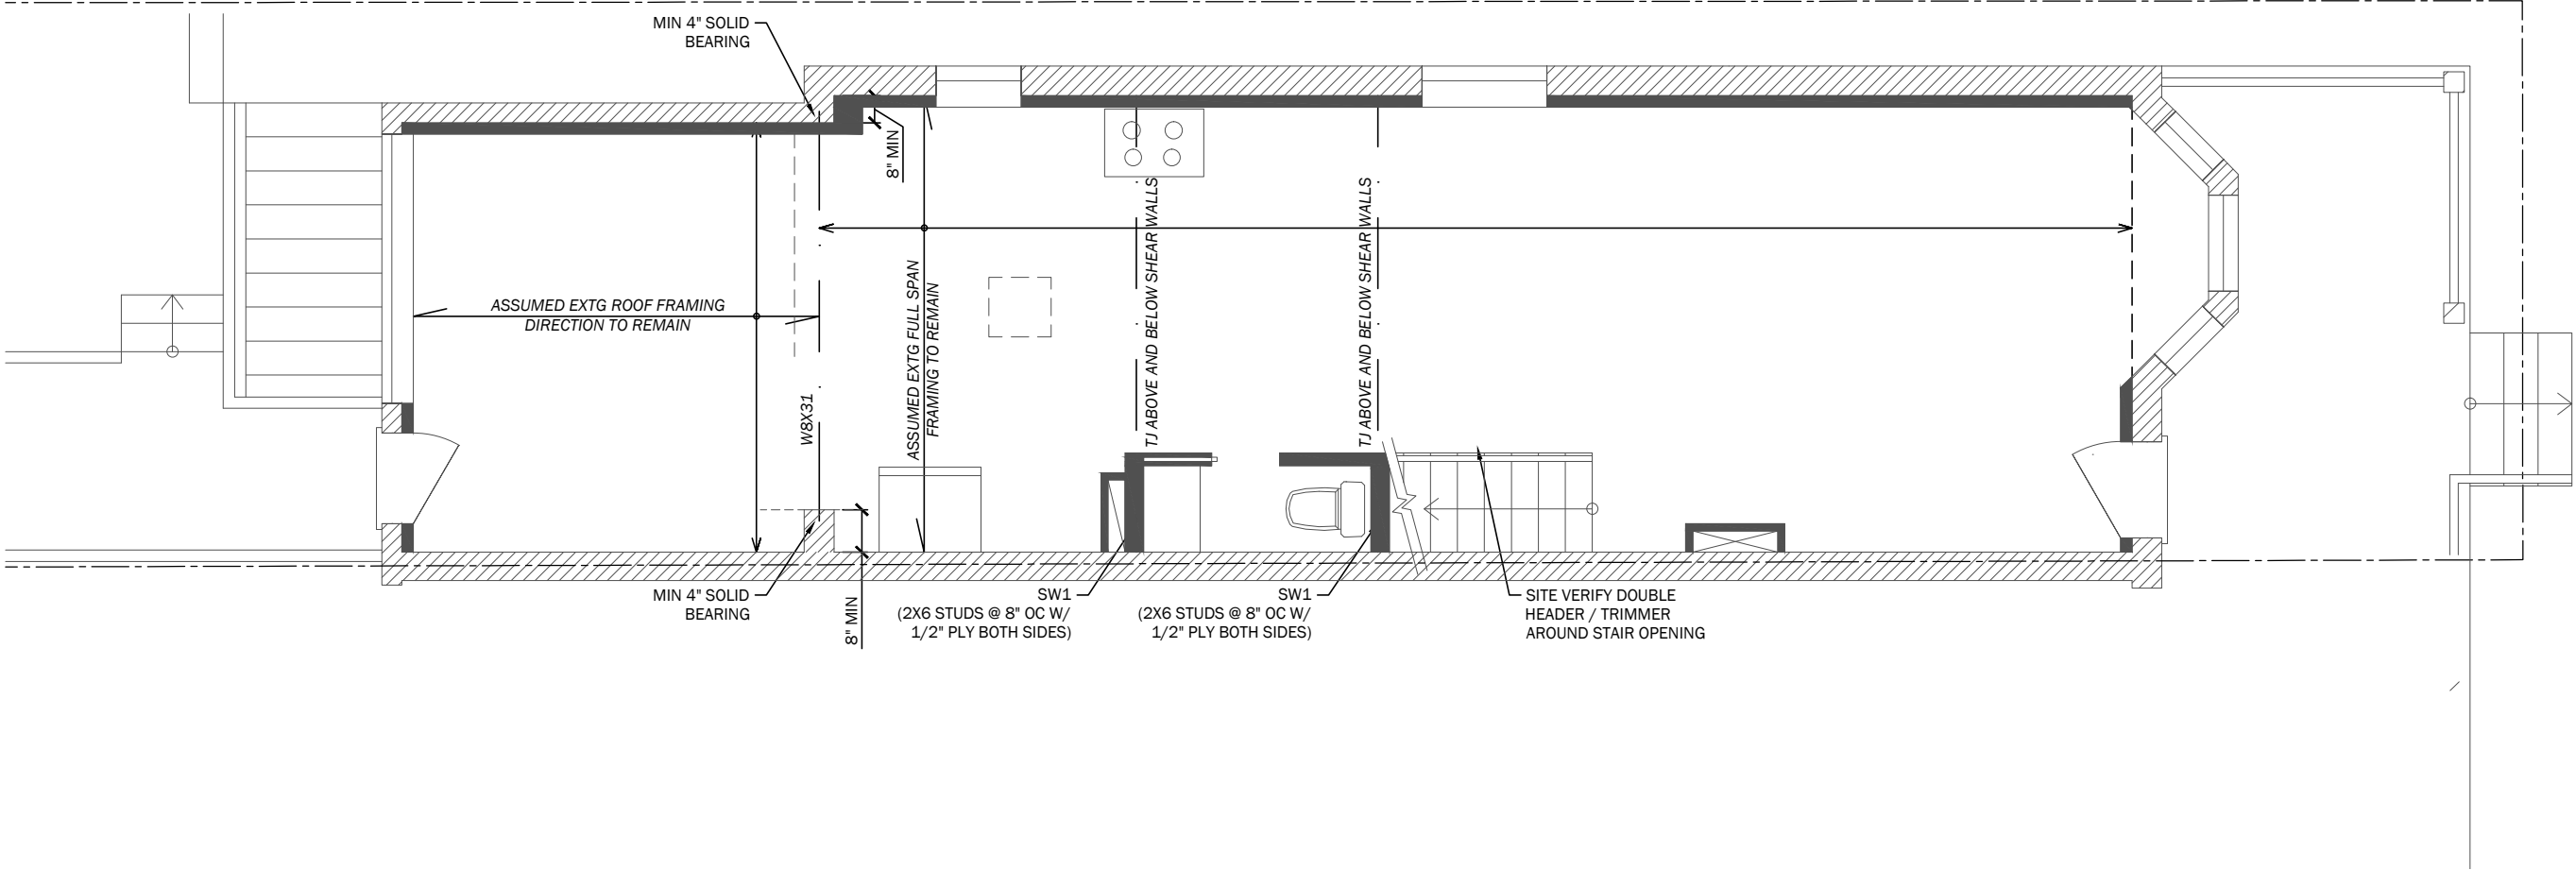 MIN 4" SOLID
BEARING
8" MIN
ASSUMED EXTG ROOF FRAMING
DIRECTION TO REMAIN
W8X31
ASSUMED EXTG FULL SPAN
FRAMING TO REMAIN
TJ ABOVE AND BELOW SHEAR WALLS
TJ ABOVE AND BELOW SHEAR WALLS
MIN 4" SOLID
BEARING
8" MIN
SW1
(2X6 STUDS @ 8" OC W/
1/2" PLY BOTH SIDES)
SW1
(2X6 STUDS @ 8" OC W/
1/2" PLY BOTH SIDES)
SITE VERIFY DOUBLE
HEADER / TRIMMER
AROUND STAIR OPENING